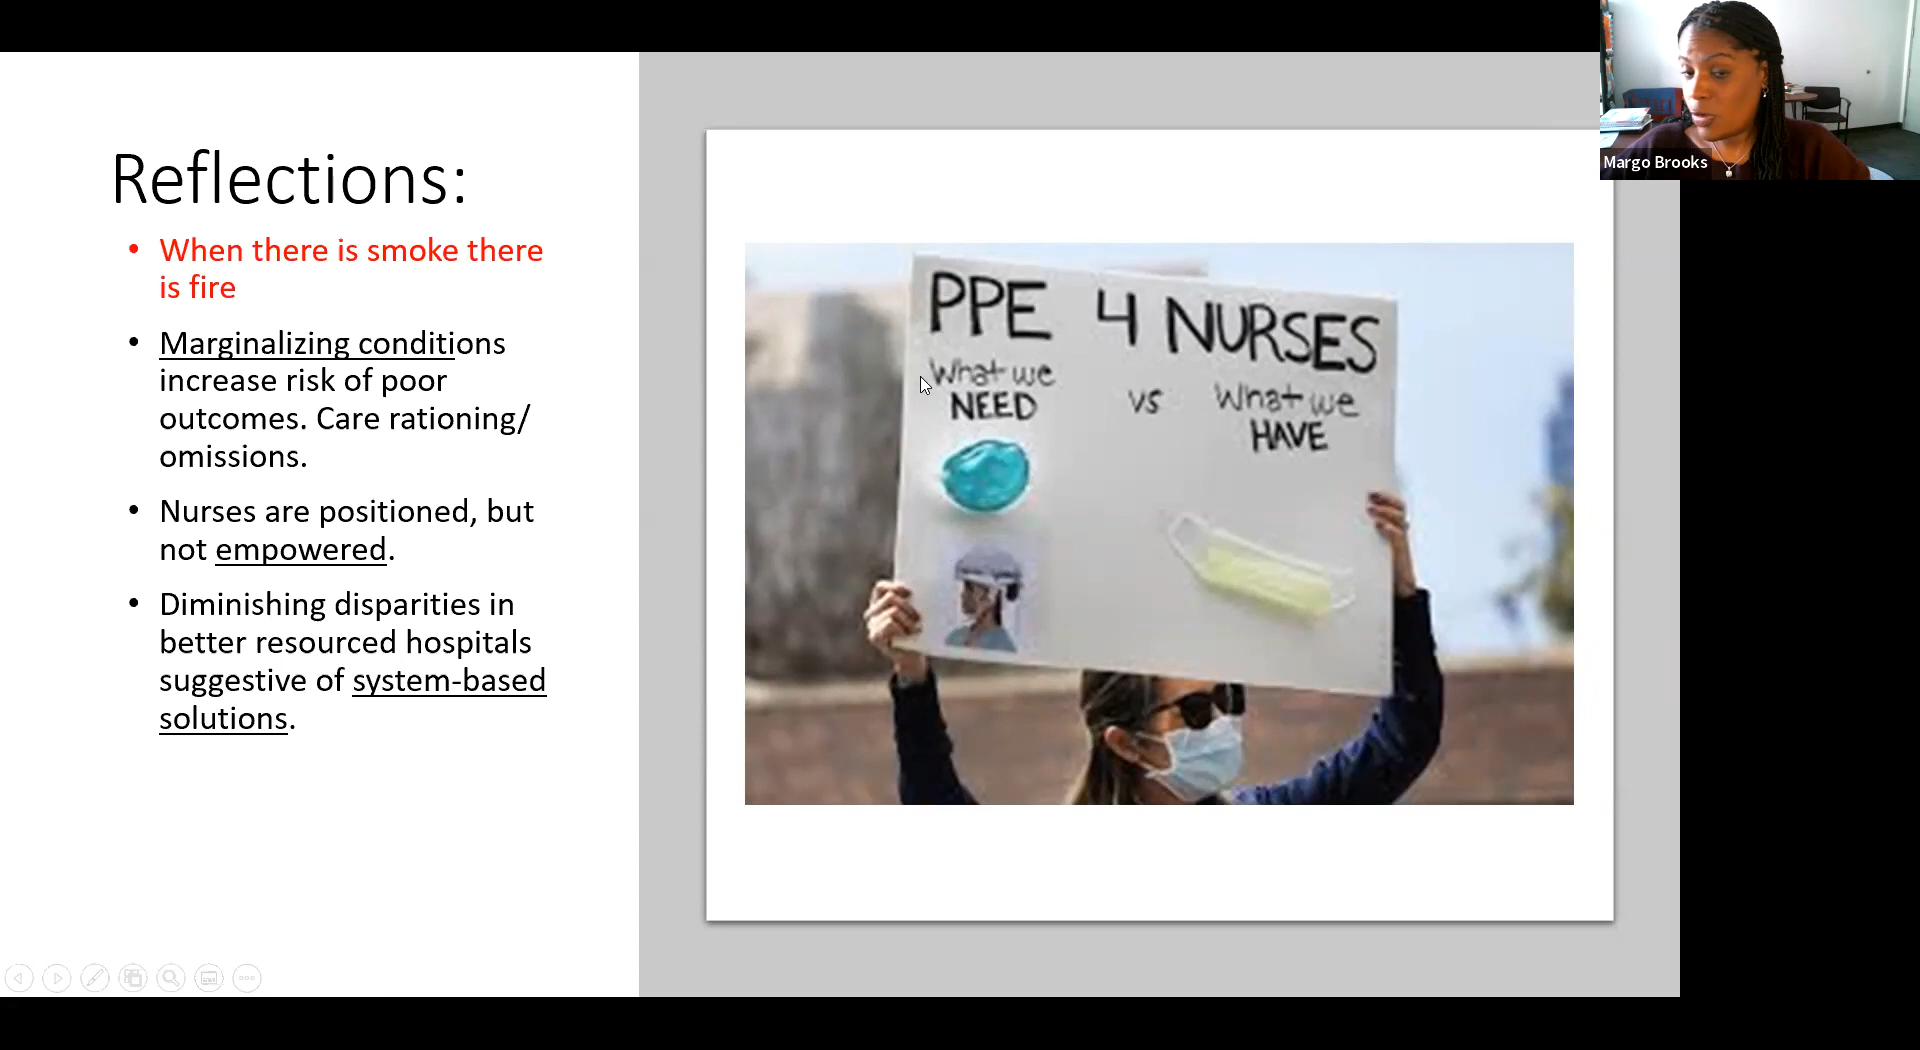 Reflections:
• When there is smoke there
is fire
• Marginalizing conditions
increase risk of poor
outcomes. Care rationing/
omissions.
• Nurses are positioned, but
not empowered.
• Diminishing disparities in
better resourced hospitals
suggestive of system-based
solutions.
PPE 4 NURSES
What we
NEED
vs
What we
HAVE
Margo Brooks